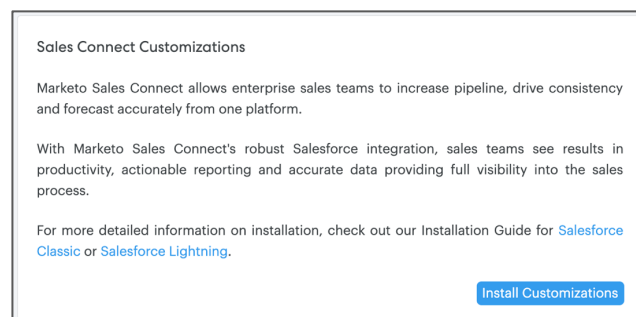 Sales Connect Customizations
Marketo Sales Connect allows enterprise sales teams to increase pipeline, drive consistency
and forecast accurately from one platform.
With Marketo Sales Connect's robust Salesforce integration, sales teams see results in
productivity, actionable reporting and accurate data providing full visibility into the sales
process.
For more detailed information on installation, check out our Installation Guide for Salesforce
Classic or Salesforce Lightning.
Install Customizations